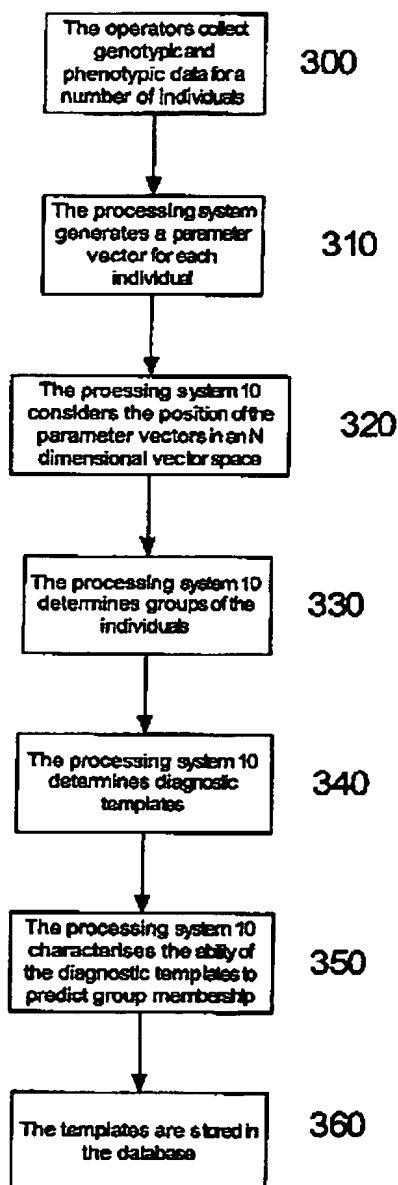 The operators collect
genotypic and
phenotypic data for a
number of individuals
300
The processing system
generates a parameter
vector for each
individual
310
The proessing system 10
considers the position of the
parameter vectors in an N
dimensional vector space
320
The processing system 10
determines groups of the
individuals
330
The processing system 10
determines diagnostic
templates
340
The processing system 10
characterises the ability of
the diagnostic templates to
predict group membership
350
The templates are stored in
the database
360